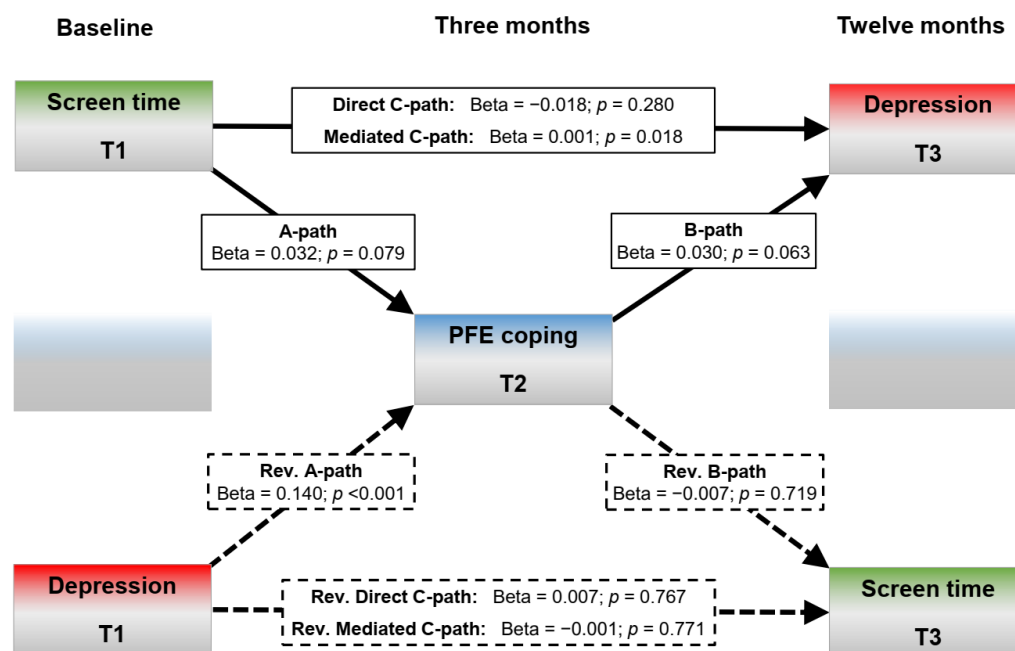 Baseline
Three months
Twelve months
Screen time
T1
Direct C-path: Beta = −0.018; p = 0.280
Mediated C-path: Beta = 0.001; p = 0.018
Depression
T3
A-path
Beta = 0.032; p = 0.079
B-path
Beta = 0.030; p = 0.063
PFE coping
T2
Rev. A-path
Beta = 0.140; p <0.001
Rev. B-path
Beta = −0.007; p = 0.719
Depression
T1
Rev. Direct C-path: Beta = 0.007; p = 0.767
Rev. Mediated C-path: Beta = −0.001; p = 0.771
Screen time
T3